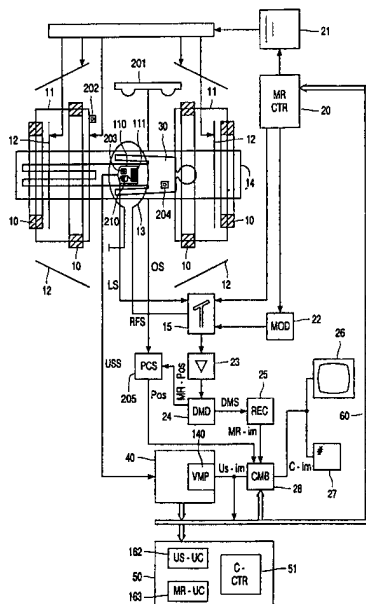 21
201
11
202
11
MR
CTR
20
12
203
110
111
30
12
204
14
10
10
210
13
10
10
12
LS
OS
RFS
12
15
MOD
22
USS
PCS
205
Pos
MR-Pos
23
24
DMD
DMS
25
REC
26
MR-im
60
40
140
VMP
Us-im
CMB
28
C-im
#
27
162
US-UC
C-
CTR
51
50
163
MR-UC